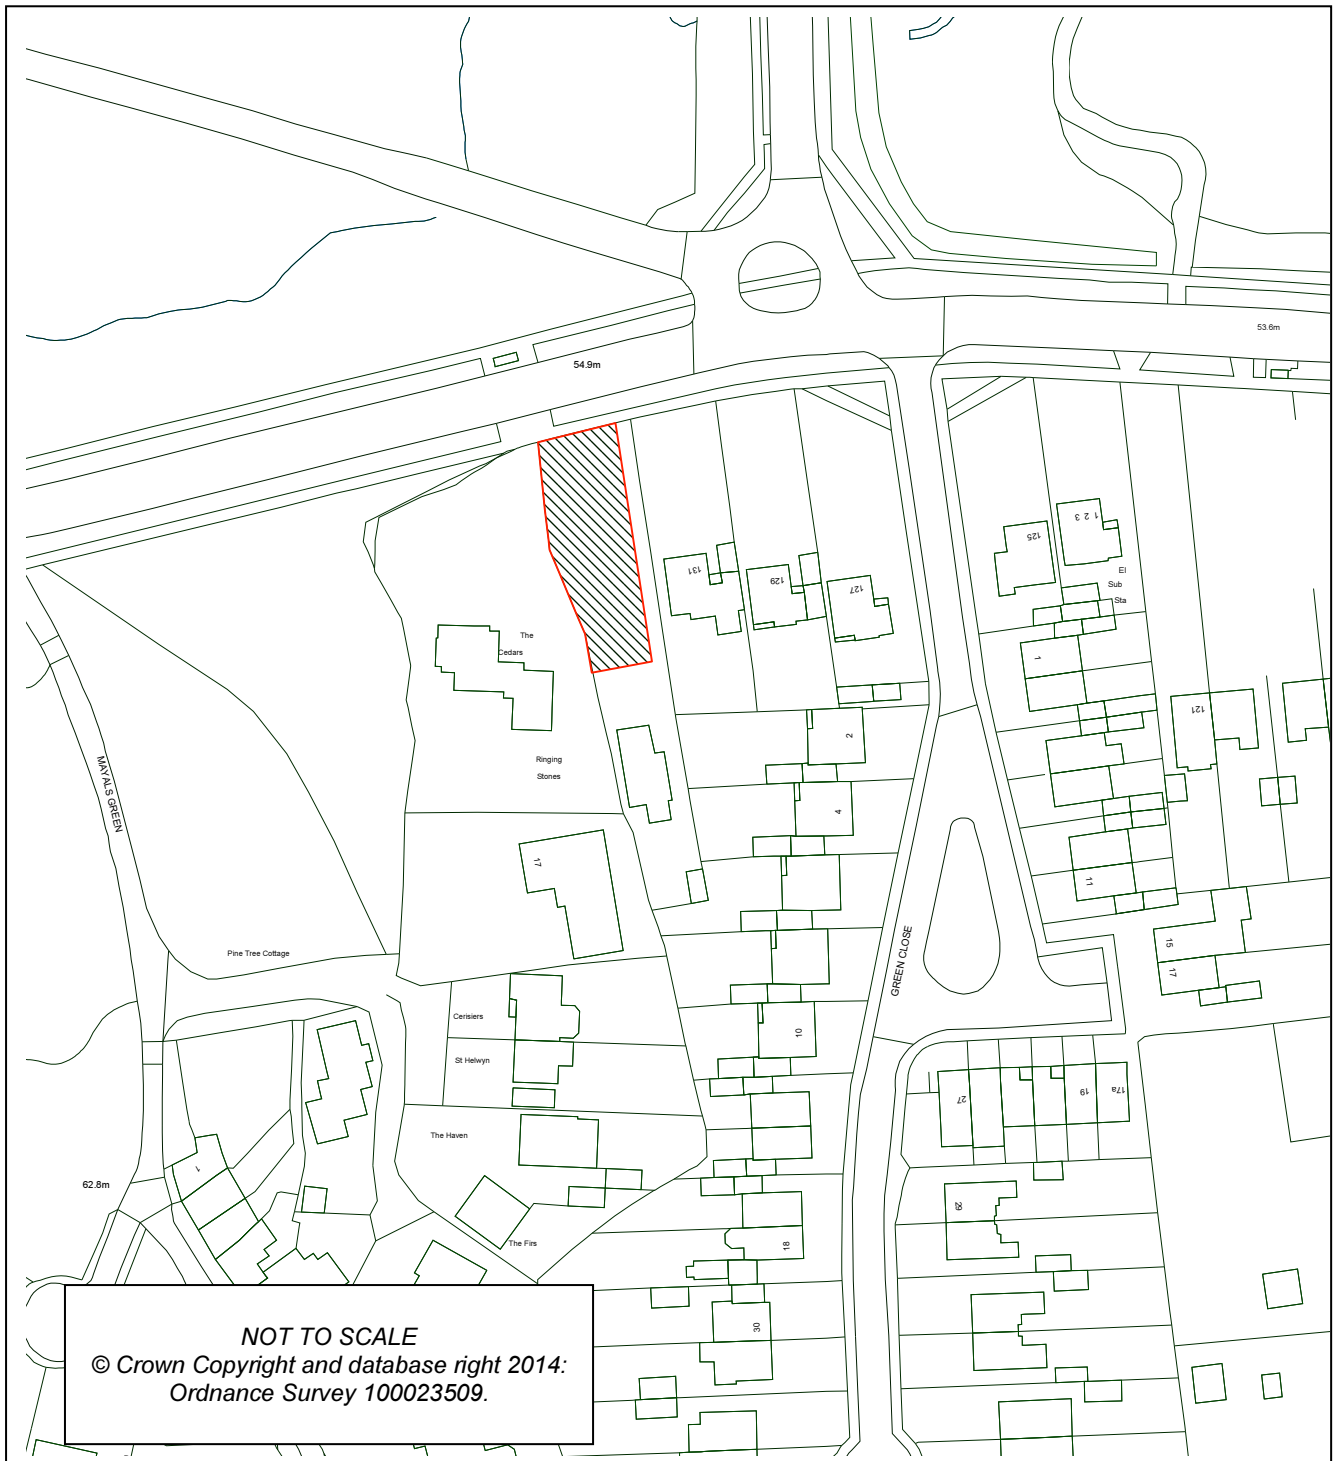 53.6m
54.9m
125
1 2 3
El
Sub
Sta
131
129
127
The
Cedars
1
121
2
Ringing
Stones
MAYALS GREEN
4
17
11
15
17
Pine Tree Cottage
GREEN CLOSE
Cerisiers
10
St Helwyn
27
19
17a
The Haven
1
62.8m
29
The Firs
18
30
NOT TO SCALE
© Crown Copyright and database right 2014:
Ordnance Survey 100023509.